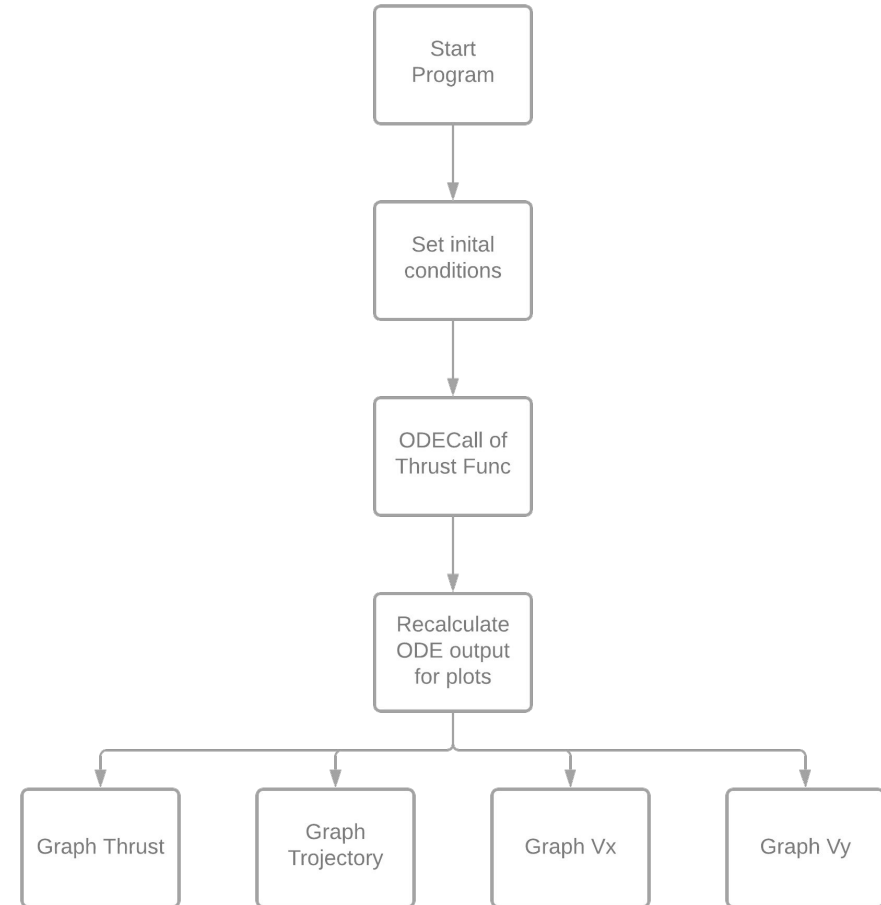 Start
Program
Set inital
conditions
ODECall of
Thrust Func
Recalculate
ODE output
for plots
Graph Thrust
Graph
Trojectory
Graph Vx
Graph Vy